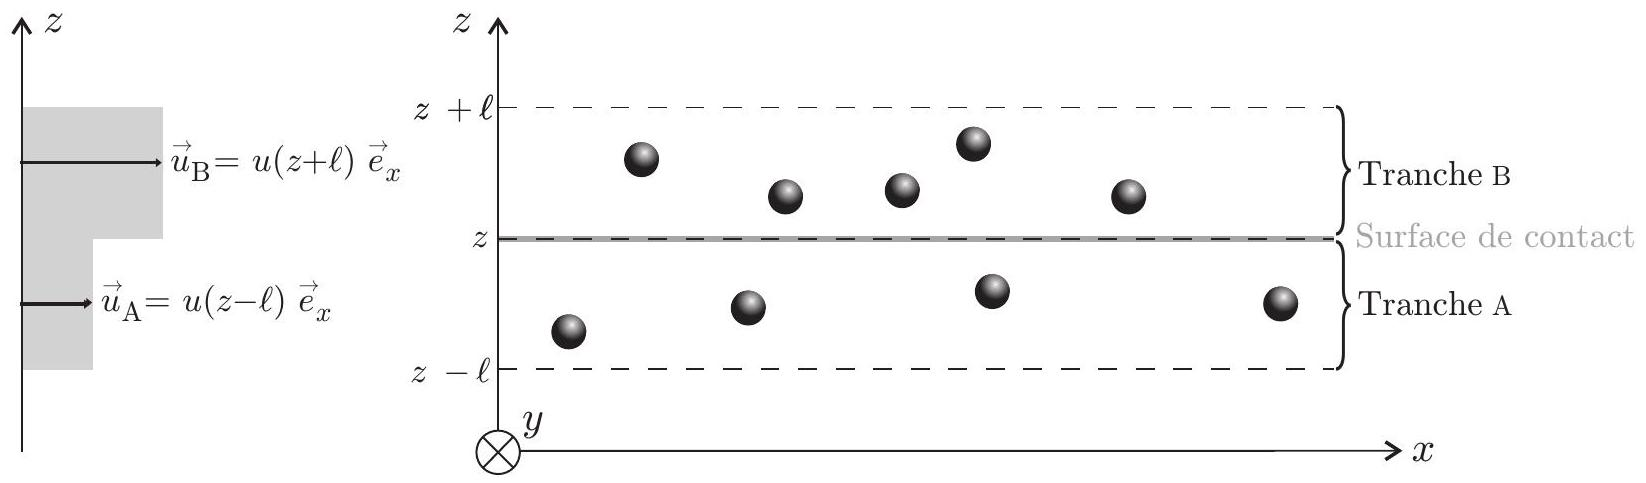 z
u⃗_B = u(z+ℓ) e⃗_x
u⃗_A = u(z−ℓ) e⃗_x
z
z + ℓ
z
z − ℓ
Tranche B
Surface de contact
Tranche A
y
x